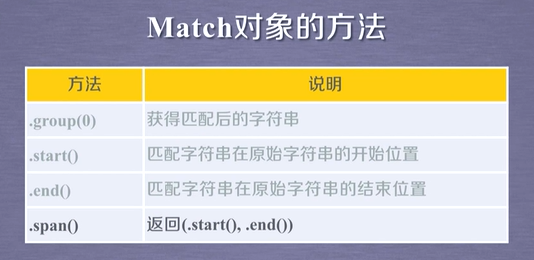 Match对象的方法
方法 说明
.group(0) 获得匹配后的字符串
.start() 匹配字符串在原始字符串的开始位置
.end() 匹配字符串在原始字符串的结束位置
.span() 返回(.start(), .end())